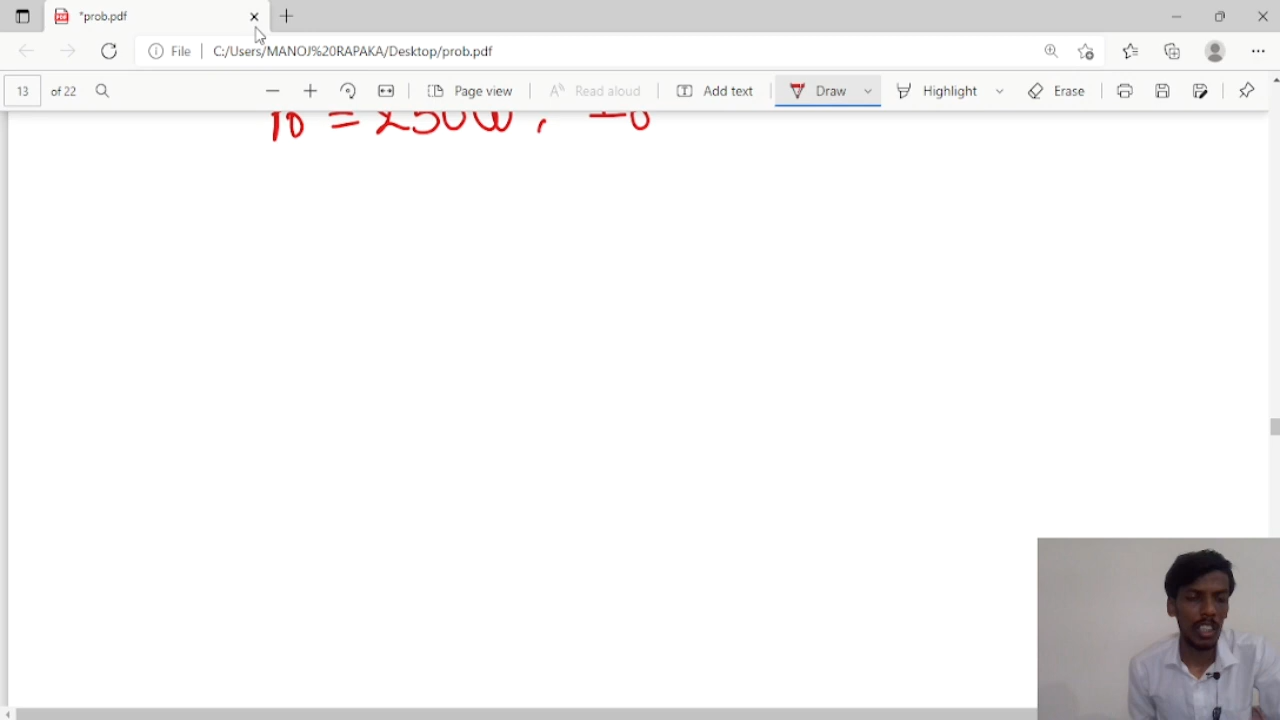 *prob.pdf
File C:/Users/MANOJ%20RAPAKA/Desktop/prob.pdf
13 of 22 Page view Read aloud Add text Draw Highlight Erase